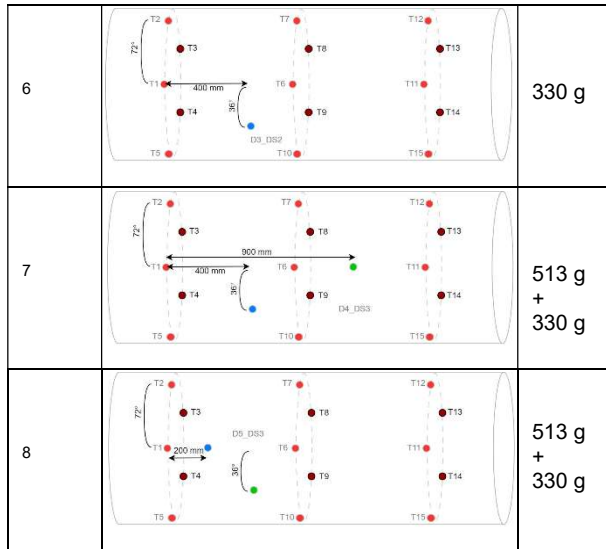 6
T2
T7
T12
72°
T3
T8
T13
T1
400 mm
T6
T11
36°
T4
T9
T14
D3_DS2
T5
T10
T15
330 g
7
T2
T7
T12
72°
T3
T8
T13
900 mm
T1
400 mm
T6
T11
36°
T4
T9
T14
D4_DS3
T5
T10
T15
513 g
+
330 g
8
T2
T7
T12
72°
T3
T8
T13
D5_DS3
T1
200 mm
T6
T11
36°
T4
T9
T14
T5
T10
T15
513 g
+
330 g